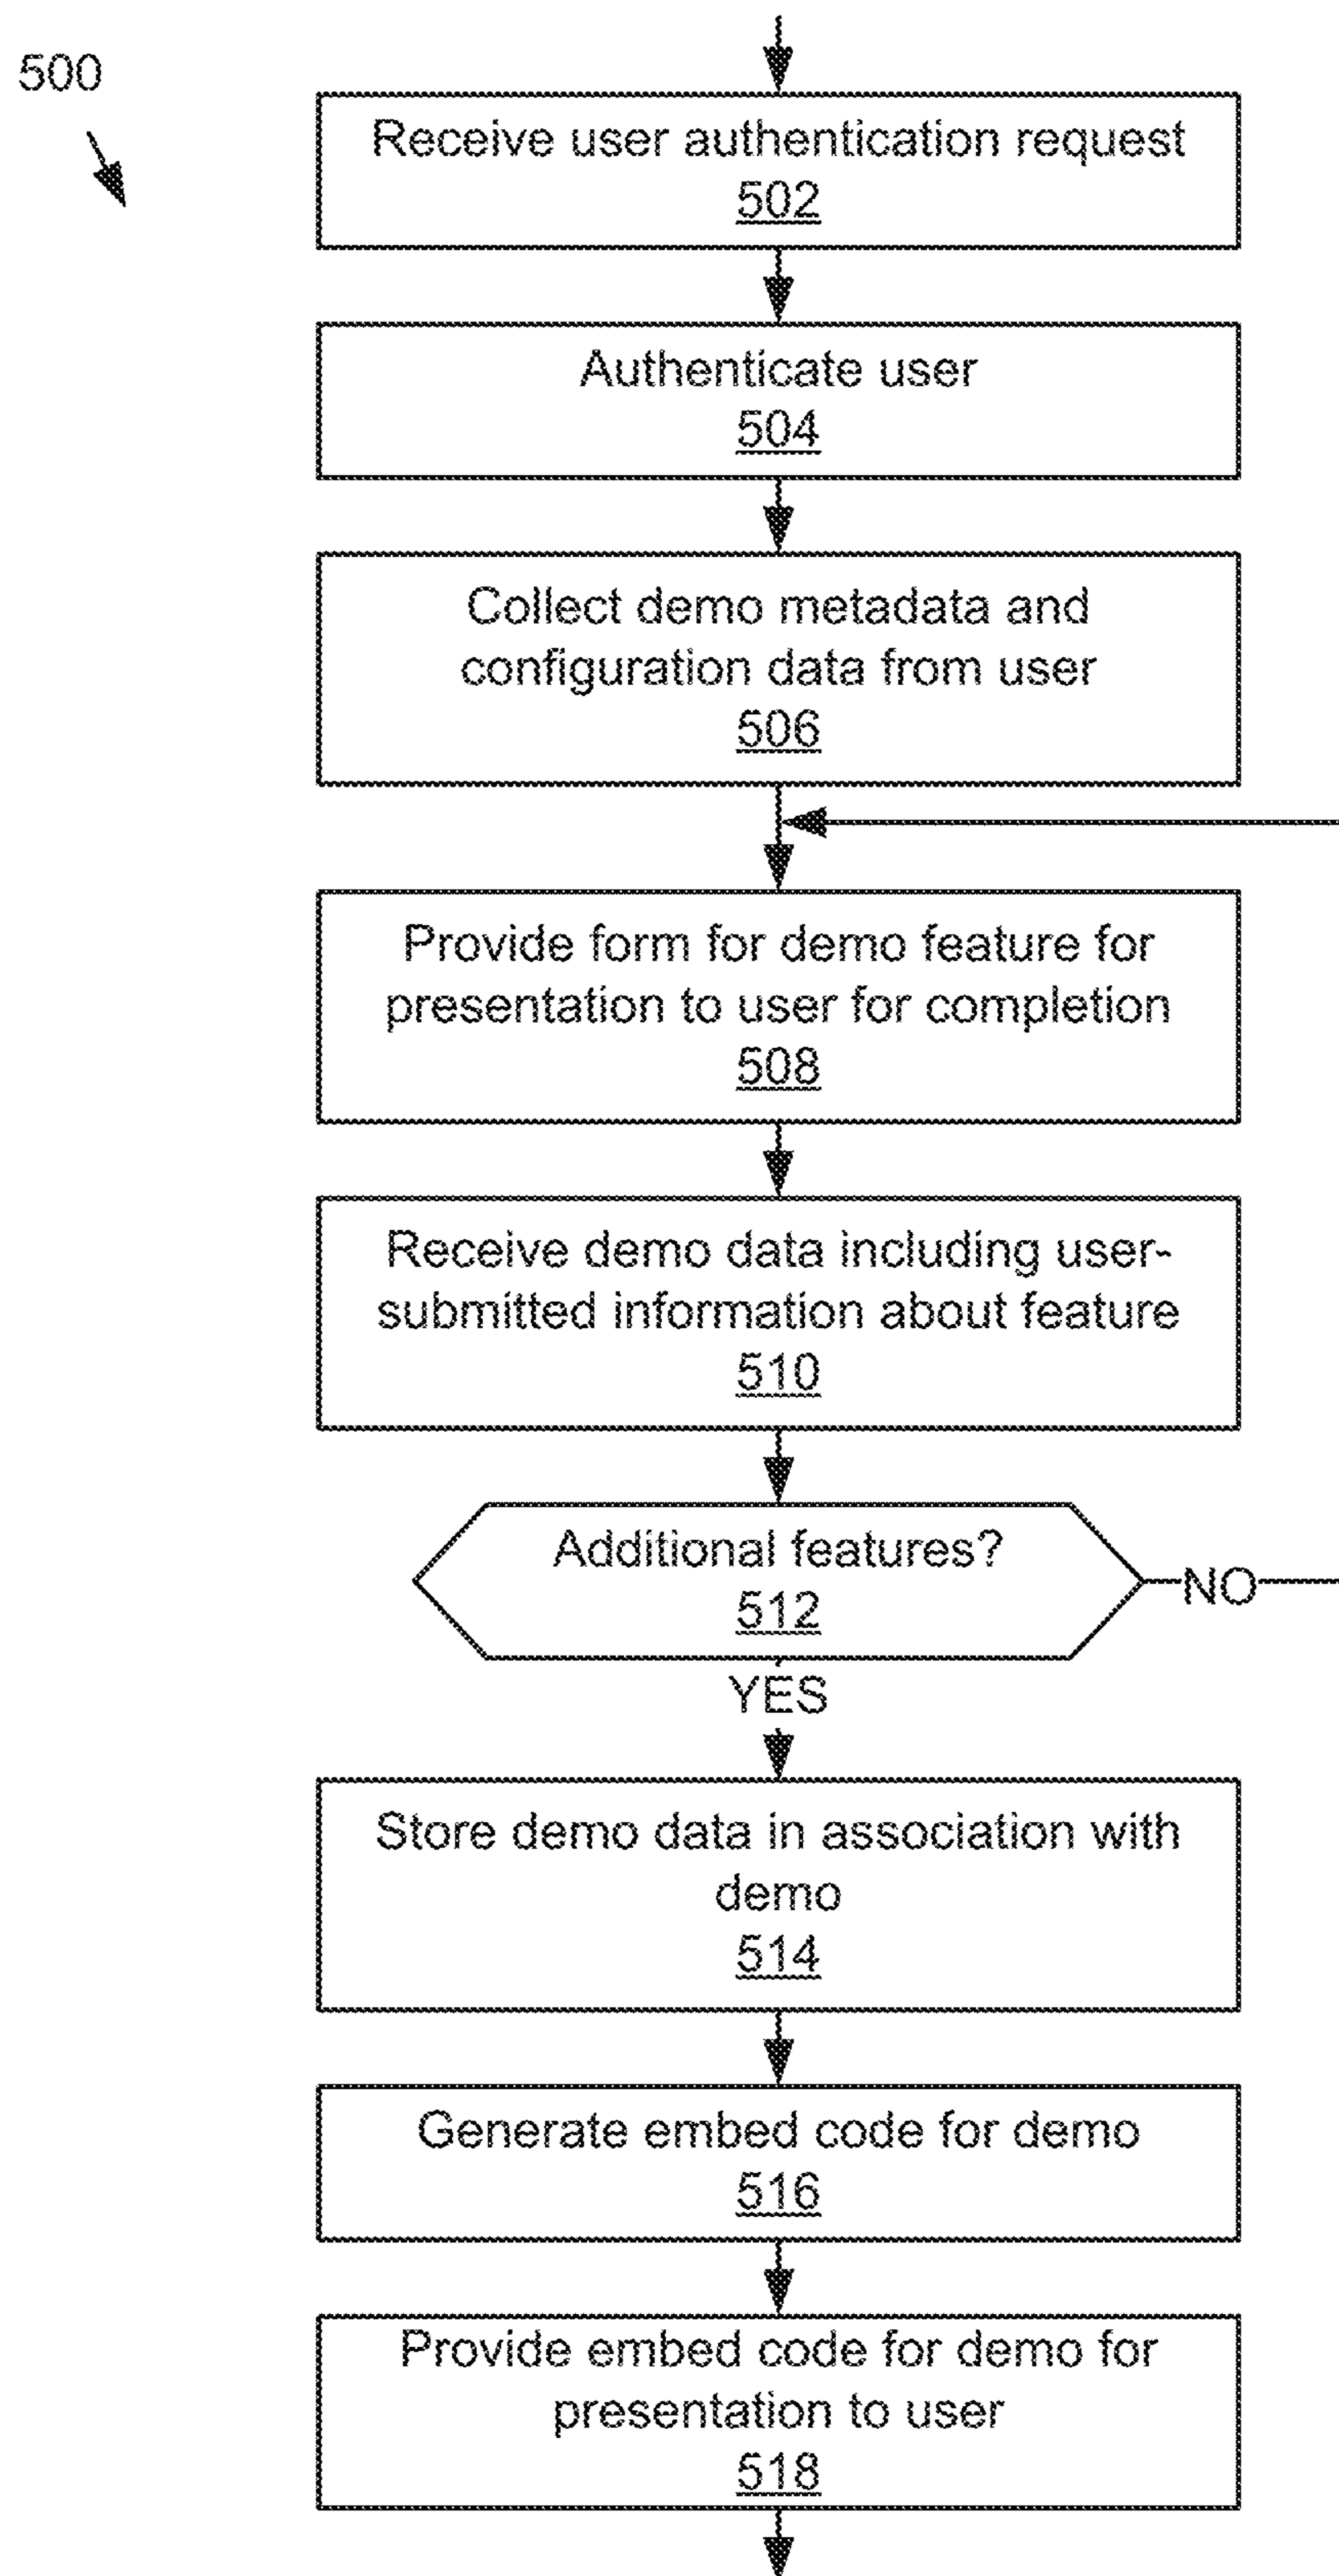 500
Receive user authentication request
502
Authenticate user
504
Collect demo metadata and
configuration data from user
506
Provide form for demo feature for
presentation to user for completion
508
Receive demo data including user-
submitted information about feature
510
Additional features?
512
NO
YES
Store demo data in association with
demo
514
Generate embed code for demo
516
Provide embed code for demo for
presentation to user
518